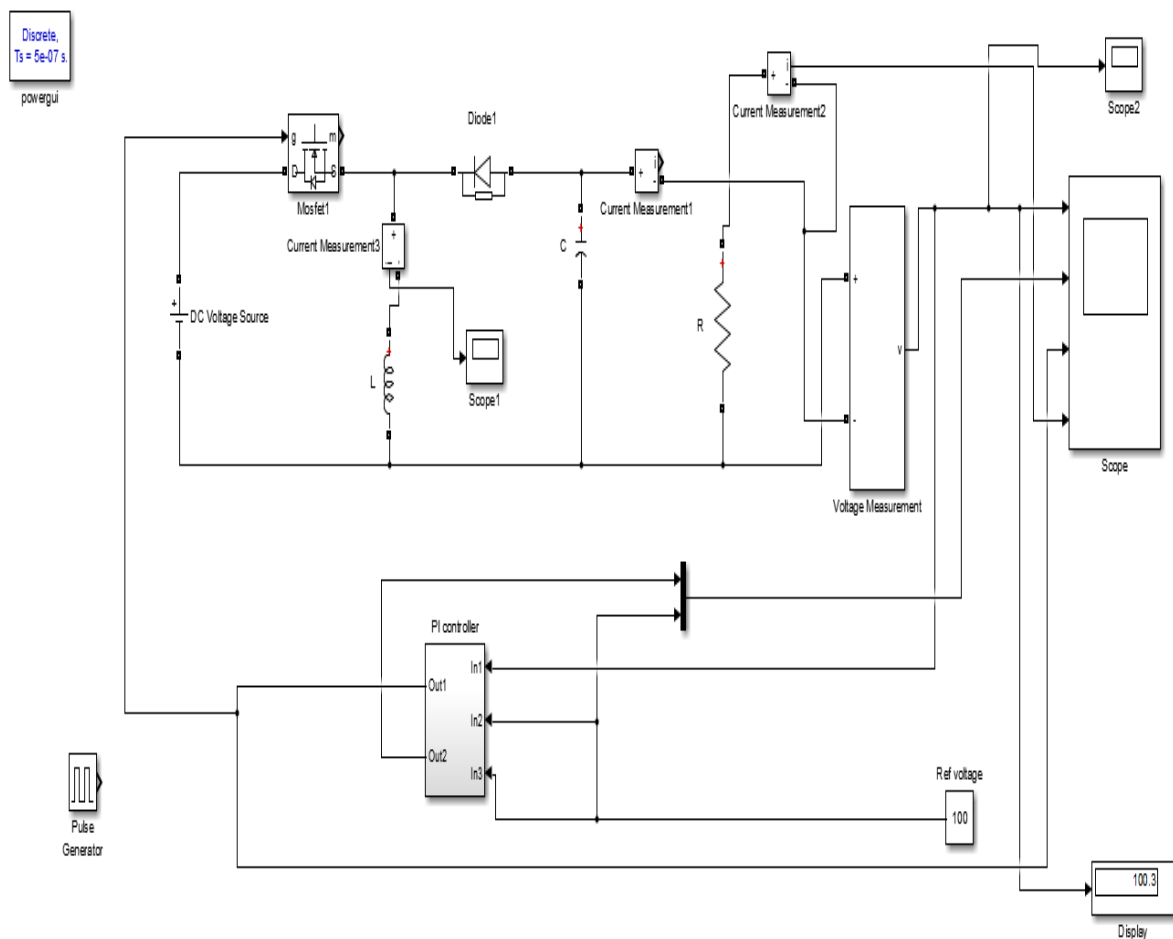 Discrete,
Ts = 5e-07 s.
powergui
Scope2
Current Measurement2
+
i
-
Diode1
g
m
D
S
Mosfet1
+
i
-
Current Measurement1
Current Measurement3
+
-
i
+
C
+
DC Voltage Source
+
R
+
L
Scope1
+
v
-
Voltage Measurement
Scope
PI controller
In1
Out1
In2
Out2
In3
Ref voltage
100
Pulse
Generator
100.3
Display